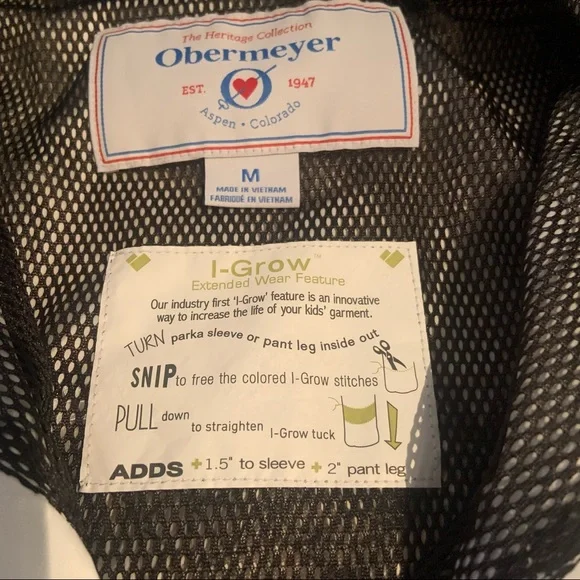 The Heritage Collection
Obermeyer
EST. 1947
Aspen • Colorado
M
MADE IN VIETNAM
FABRIQUÉ EN VIETNAM
I-Grow™
Extended Wear Feature
Our industry first 'I-Grow' feature is an innovative
way to increase the life of your kids' garment.
TURN parka sleeve or pant leg inside out
SNIP to free the colored I-Grow stitches
PULL down to straighten I-Grow tuck
ADDS +1.5" to sleeve + 2" pant leg